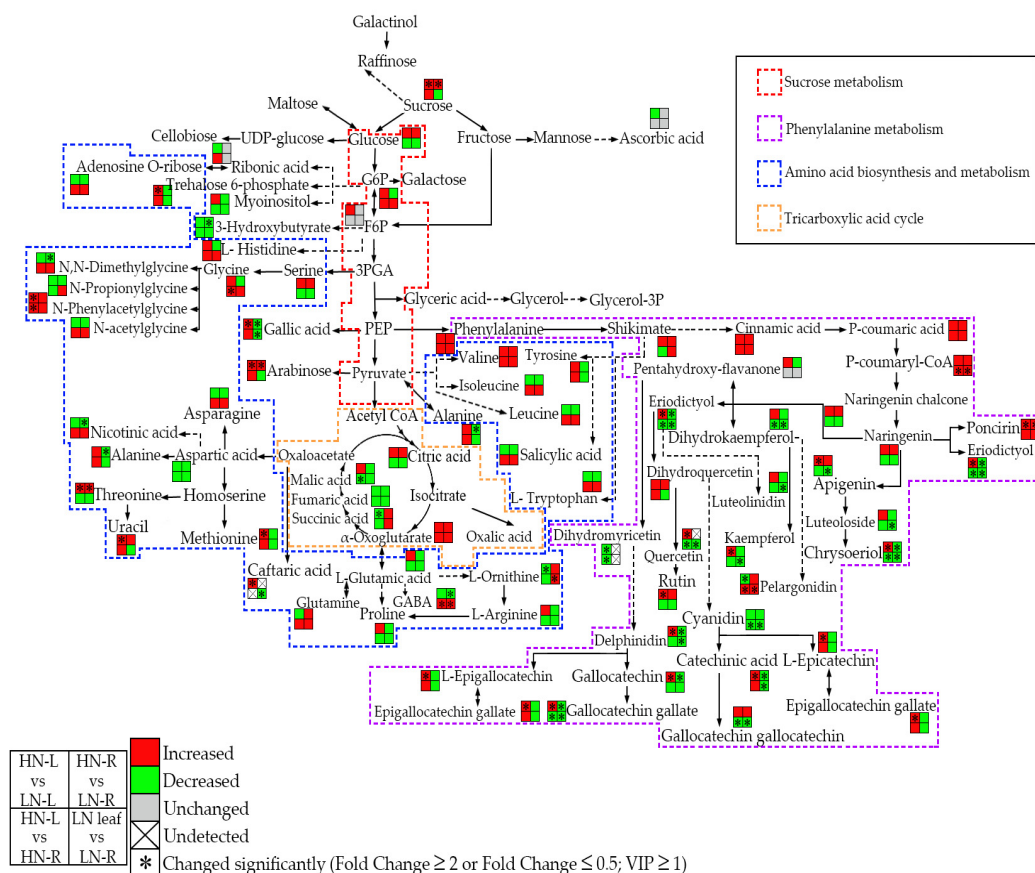 Galactinol
Raffinose
Sucrose
Maltose
Cellobiose
UDP-glucose
Glucose
Fructose
Mannose
Ascorbic acid
Adenosine O-ribose
Ribonic acid
Trehalose 6-phosphate
G6P
Galactose
Myoinositol
3-Hydroxybutyrate
F6P
L- Histidine
N,N-Dimethylglycine
Glycine
Serine
3PGA
N-Propionylglycine
N-Phenylacetylglycine
N-acetylglycine
Glyceric acid
Glycerol
Glycerol-3P
Gallic acid
PEP
Phenylalanine
Shikimate
Cinnamic acid
P-coumaric acid
Arabinose
Pyruvate
Valine
Tyrosine
Isoleucine
Leucine
Alanine
Salicylic acid
L- Tryptophan
Pentahydroxy-flavanone
P-counaryl-CoA
Naringenin chalcone
Eriodictyol
Dihydrokaempferol
Naringenin
Poncirin
Eriodictyol
Asparagine
Nicotinic acid
Alanine
Aspartic acid
Oxaloacetate
Acetyl CoA
Citric acid
Malic acid
Fumaric acid
Succinic acid
Isocitrate
α-Oxoglutarate
Oxalic acid
Threonine
Homoserine
Uracil
Methionine
Caftaric acid
L-Glutamic acid
L-Ornithine
Glutamine
GABA
Proline
L-Arginine
Dihydroquercetin
Luteolinidin
Apigenin
Luteoloside
Chrysoeriol
Dihydromyricetin
Quercetin
Kaempferol
Rutin
Pelargonidin
Cyanidin
Delphinidin
Catechinic acid
L-Epicatechin
L-Epigallocatechin
Gallocatechin
Epigallocatechin gallate
Gallocatechin gallate
Epigallocatechin gallate
Gallocatechin gallocatechin
Sucrose metabolism
Phenylalanine metabolism
Amino acid biosynthesis and metabolism
Tricarboxylic acid cycle
HN-L
vs
LN-L
HN-R
vs
LN-R
HN-L
vs
HN-R
LN leaf
vs
LN-R
Increased
Decreased
Unchanged
Undetected
* Changed significantly (Fold Change ≥ 2 or Fold Change ≤ 0.5; VIP ≥ 1)